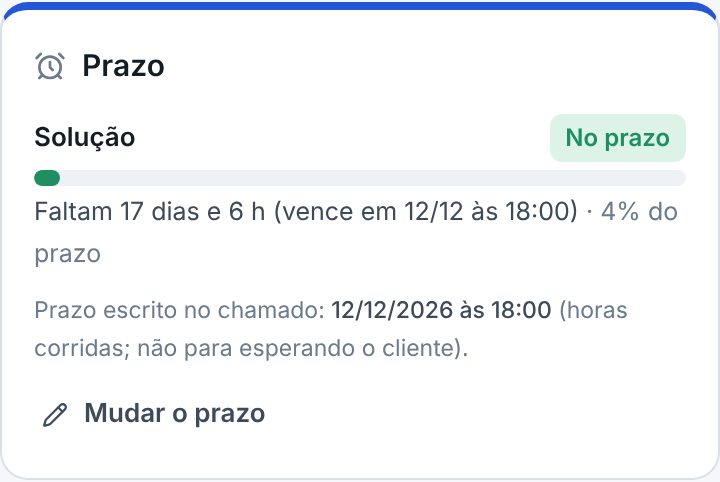 Prazo
Solução
No prazo
Faltam 17 dias e 6 h (vence em 12/12 às 18:00) · 4% do
prazo
Prazo escrito no chamado: 12/12/2026 às 18:00 (horas
corridas; não para esperando o cliente).
Mudar o prazo